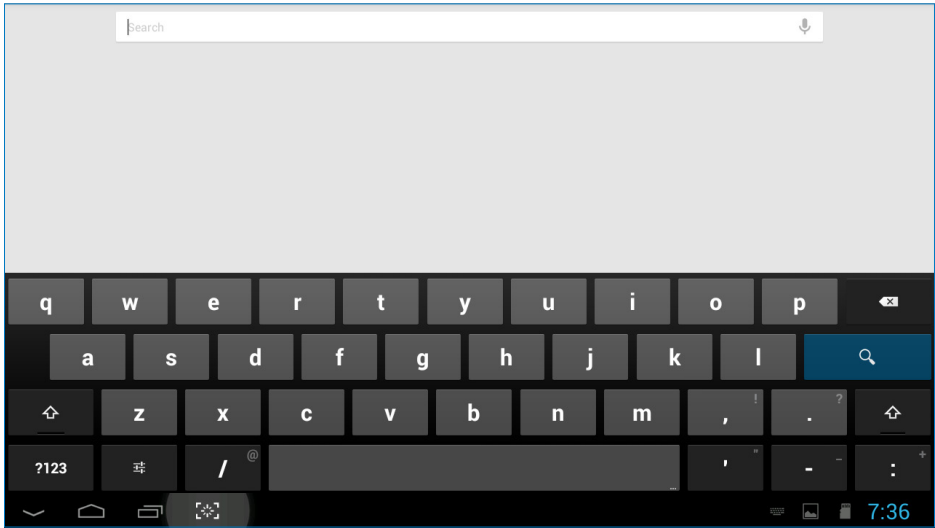 Search
q w e r t y u i o p
a s d f g h j k l
z x c v b n m , ! . ?
?123 / @ ... ' " - _ : +
7:36